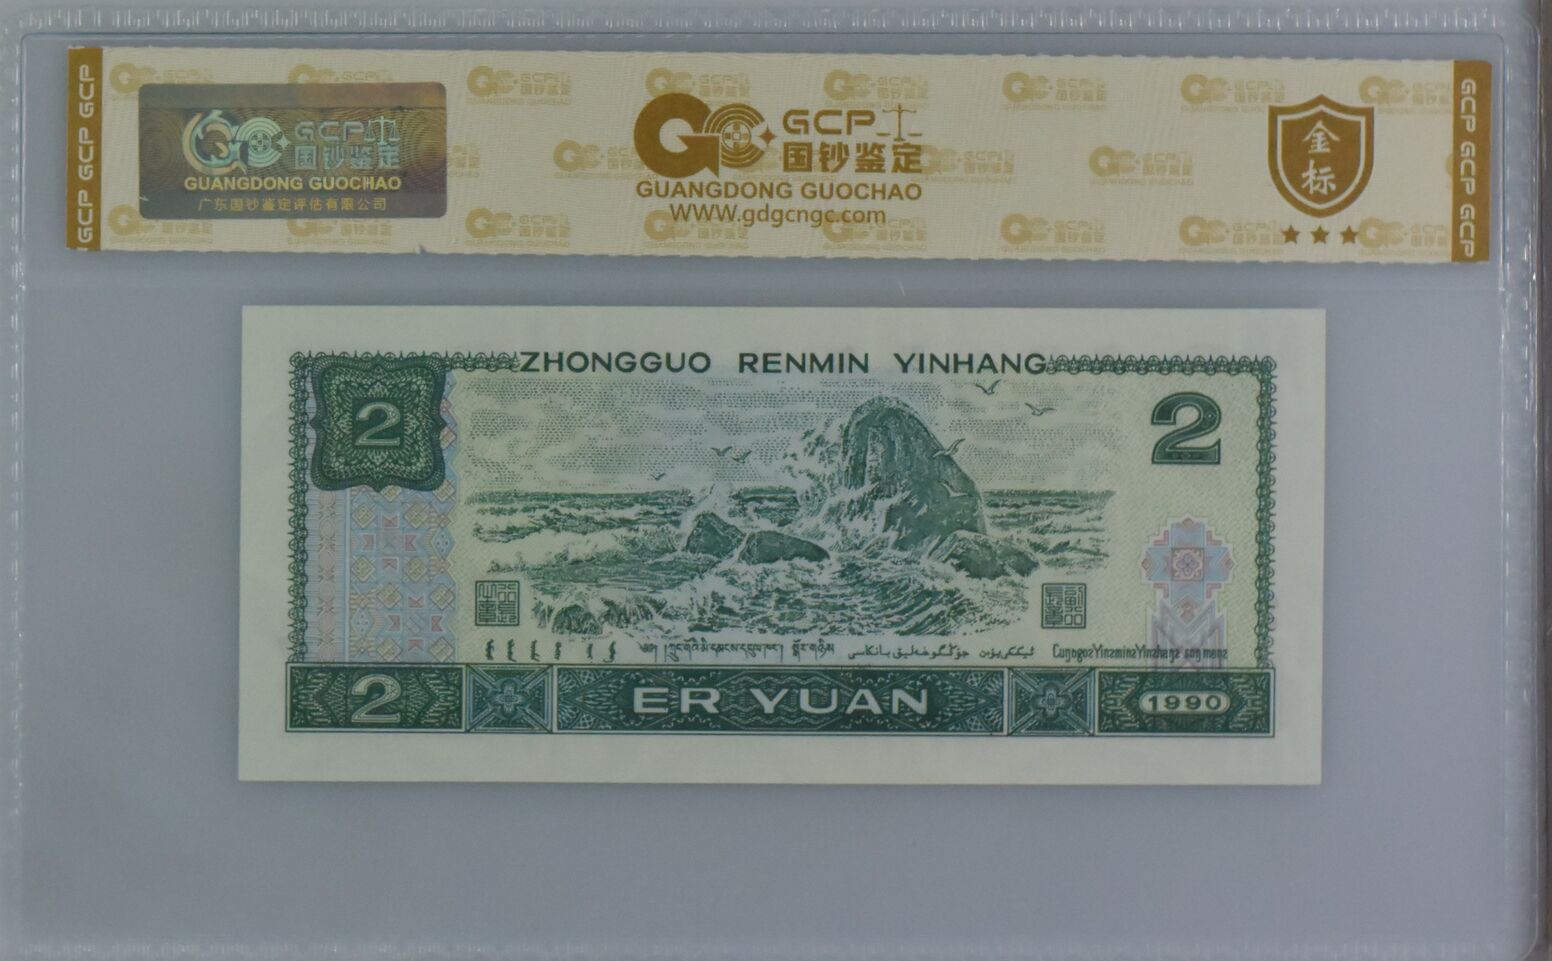 GCP GCP GCP
GCP 国钞鉴定
GUANGDONG GUOCHAO
广东国钞鉴定评估有限公司
GCP
国钞鉴定
GUANGDONG GUOCHAO
WWW.gdgcngc.com
金标
GCP GCP GCP
ZHONGGUO RENMIN YINHANG
2
2
2
ER YUAN
1990